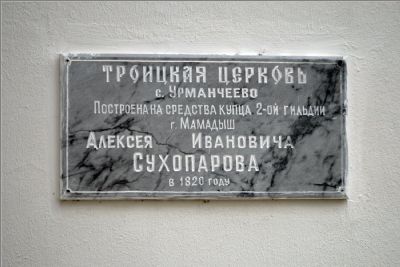 ТРОИЦКАЯ ЦЕРКОВЬ
с. УРМАНЧЕЕВО
ПОСТРОЕНА НА СРЕДСТВА КУПЦА 2-ОЙ ГИЛЬДИИ
г. МАМАДЫШ
АЛЕКСЕЯ ИВАНОВИЧА
СУХОПАРОВА
В 1820 ГОДУ